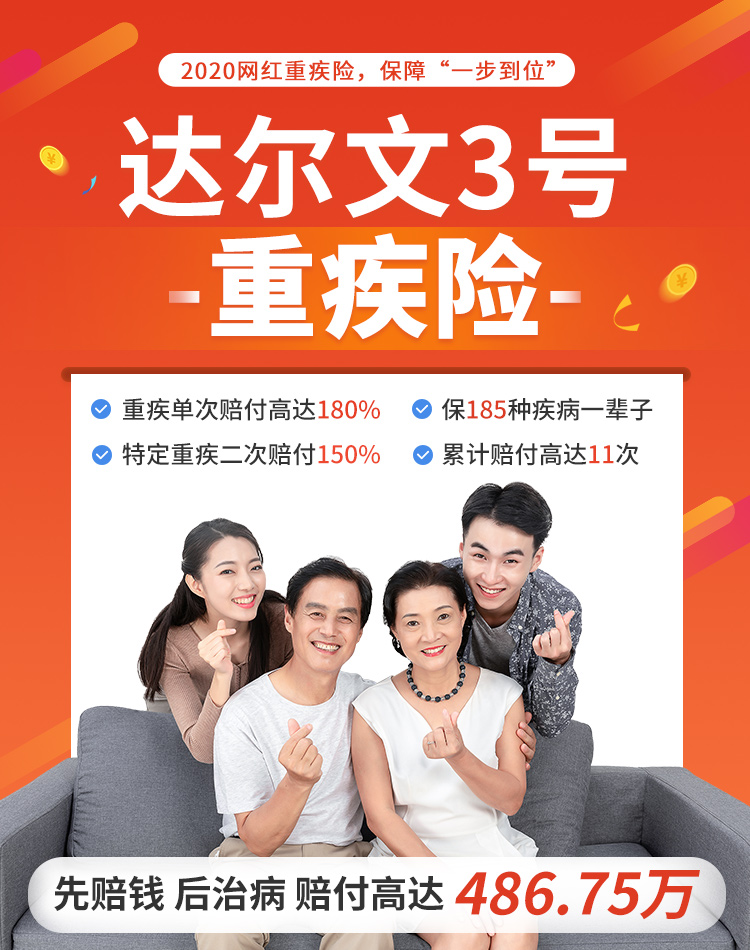 2020网红重疾险，保障“一步到位”
达尔文3号
-重疾险-
重疾单次赔付高达180%
保185种疾病一辈子
特定重疾二次赔付150%
累计赔付高达11次
先赔钱 后治病 赔付高达 486.75万